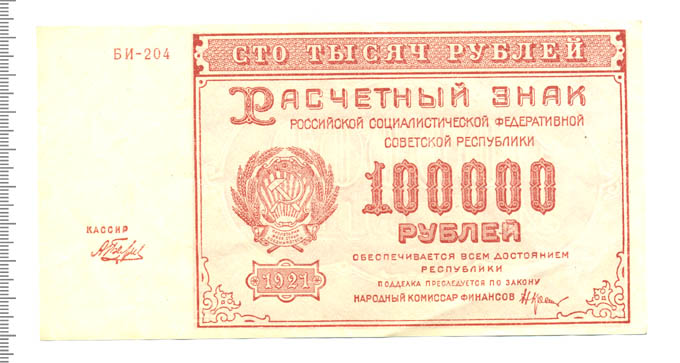 БИ-204
СТО ТЫСЯЧ РУБЛЕЙ
РАСЧЕТНЫЙ ЗНАК
РОССИЙСКОЙ СОЦИАЛИСТИЧЕСКОЙ ФЕДЕРАТИВНОЙ
СОВЕТСКОЙ РЕСПУБЛИКИ
100000
РУБЛЕЙ
КАССИР
ОБЕСПЕЧИВАЕТСЯ ВСЕМ ДОСТОЯНИЕМ
РЕСПУБЛИКИ
1921
ПОДДЕЛКА ПРЕСЛЕДУЕТСЯ ПО ЗАКОНУ
НАРОДНЫЙ КОМИССАР ФИНАНСОВ